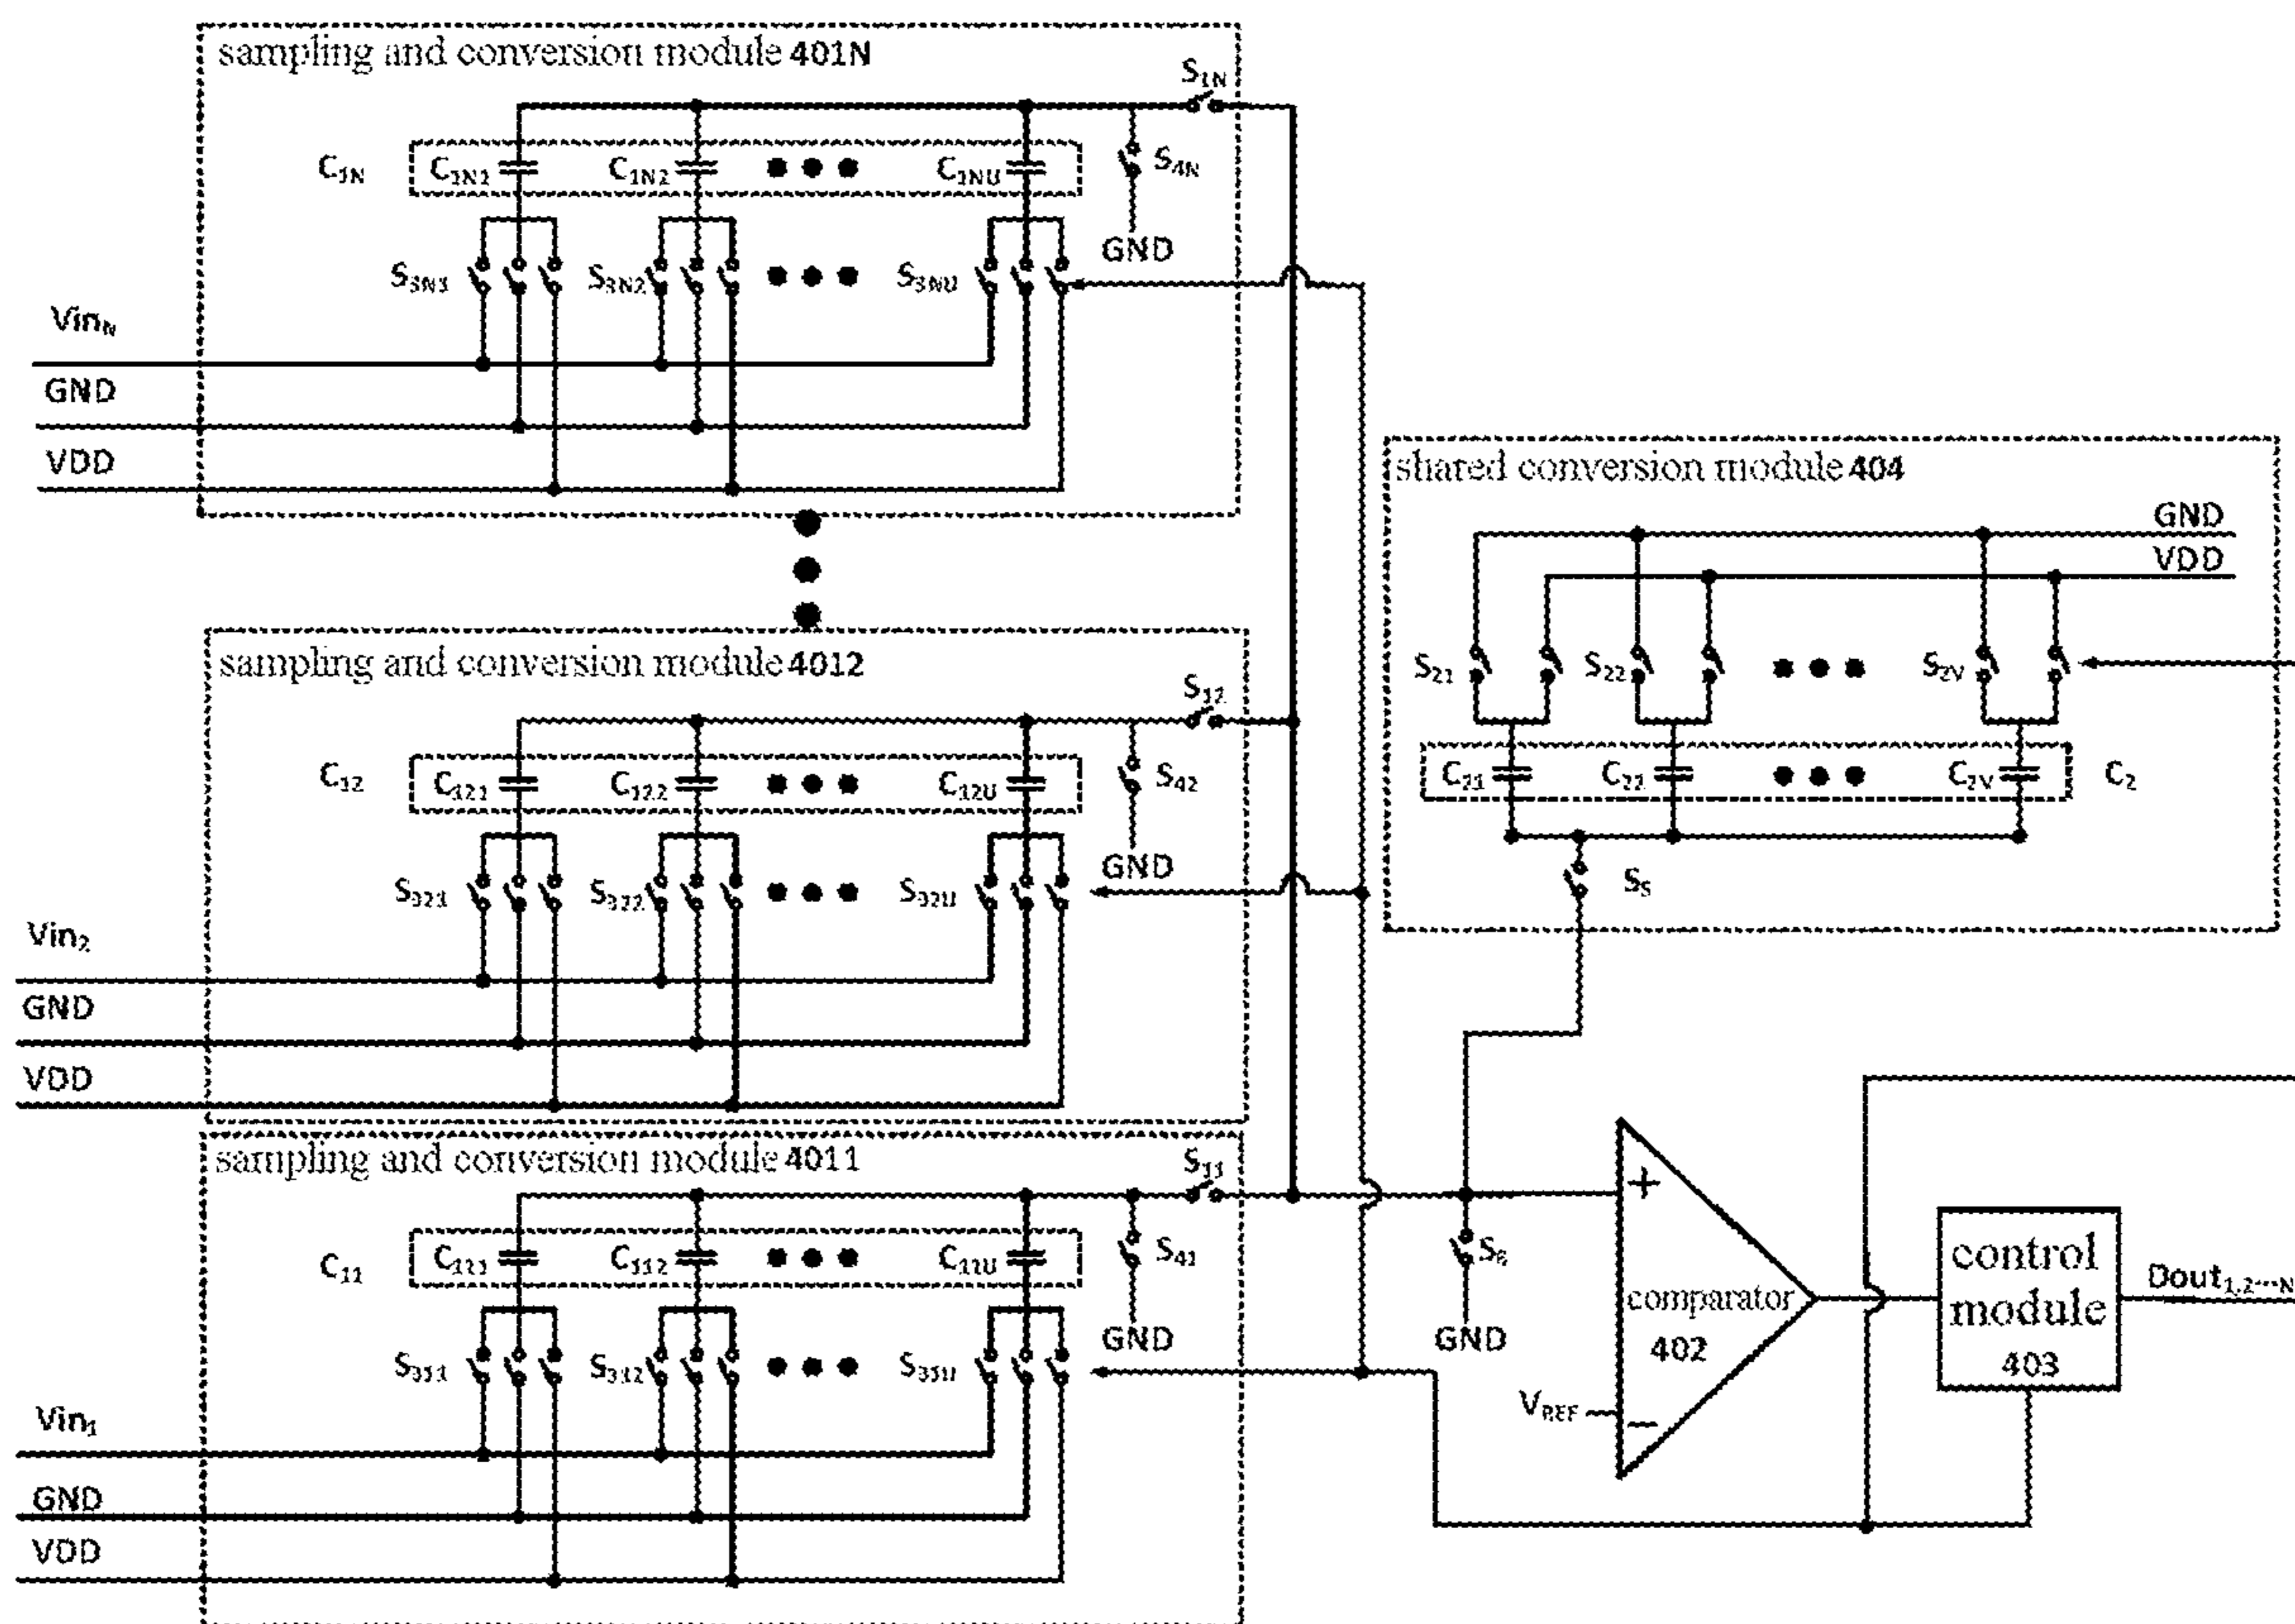 sampling and conversion module 401N
S1N
C1N
C1N1
C1N2
C1NU
S4N
GND
S3N1
S3N2
S3NU
VinN
GND
VDD
sampling and conversion module 4012
S12
C12
C121
C122
C12U
S42
GND
S321
S322
S32U
Vin2
GND
VDD
sampling and conversion module 4011
S11
C11
C111
C112
C11U
S41
GND
S311
S312
S31U
Vin1
GND
VDD
shared conversion module 404
GND
VDD
S21
S22
S2V
C21
C22
C2V
C2
S5
S6
GND
+
comparator
402
VREF
−
control
module
403
Dout1,2···N